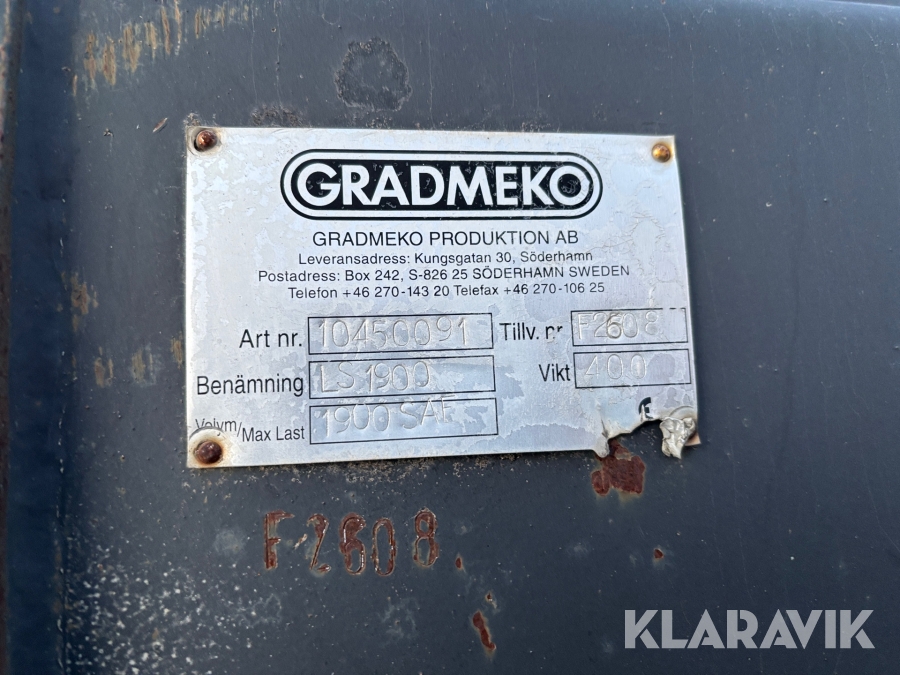 GRADMEKO
GRADMEKO PRODUKTION AB
Leveransadress: Kungsgatan 30, Söderhamn
Postadress: Box 242, S-826 25 SÖDERHAMN SWEDEN
Telefon +46 270-143 20 Telefax +46 270-106 25
Art nr. 10450091 Tillv. nr F2608
Benämning LS 1900 Vikt 400
Volym/Max Last 1900 SAE
F2608
KLARAVIK